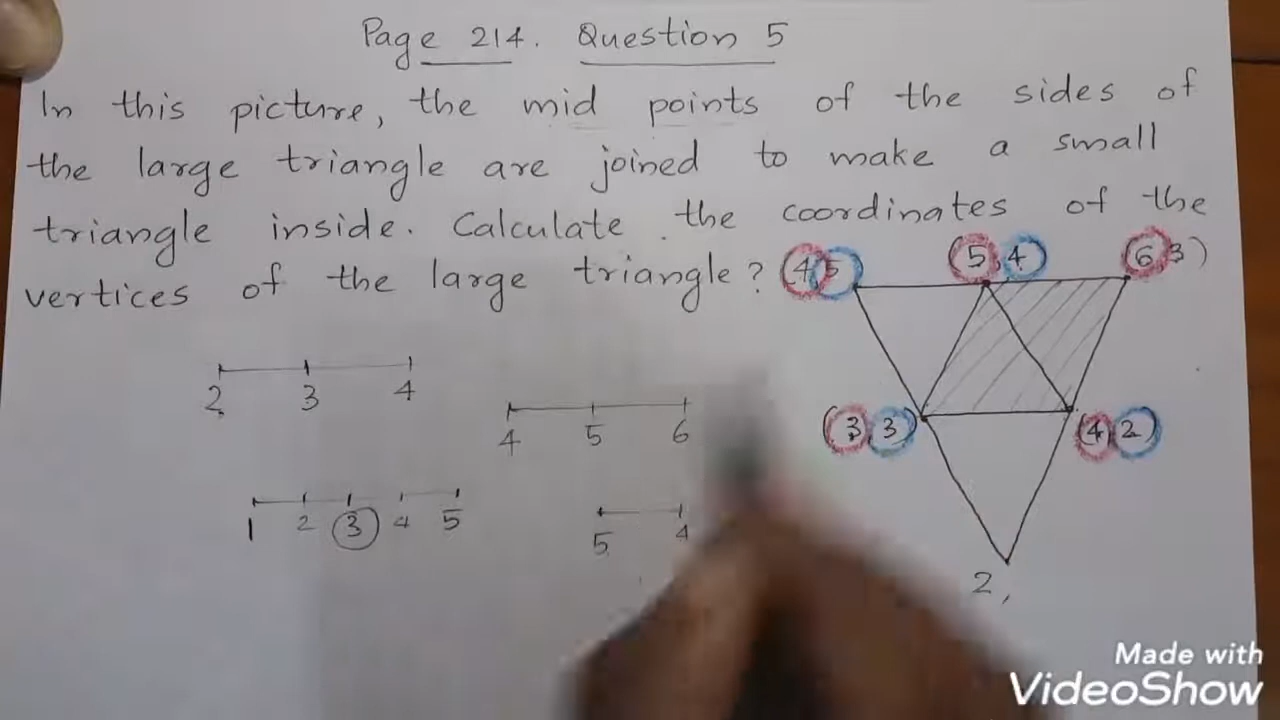 Page 214. Question 5
In this picture, the mid points of the sides of
the large triangle are joined to make a small
triangle inside. Calculate the coordinates of the
vertices of the large triangle?
(4,5) (5,4) (6,3)
2 3 4
4 5 6
(3,3) (4,2)
1 2 3 4 5
5 4
2,
Made with
VideoShow